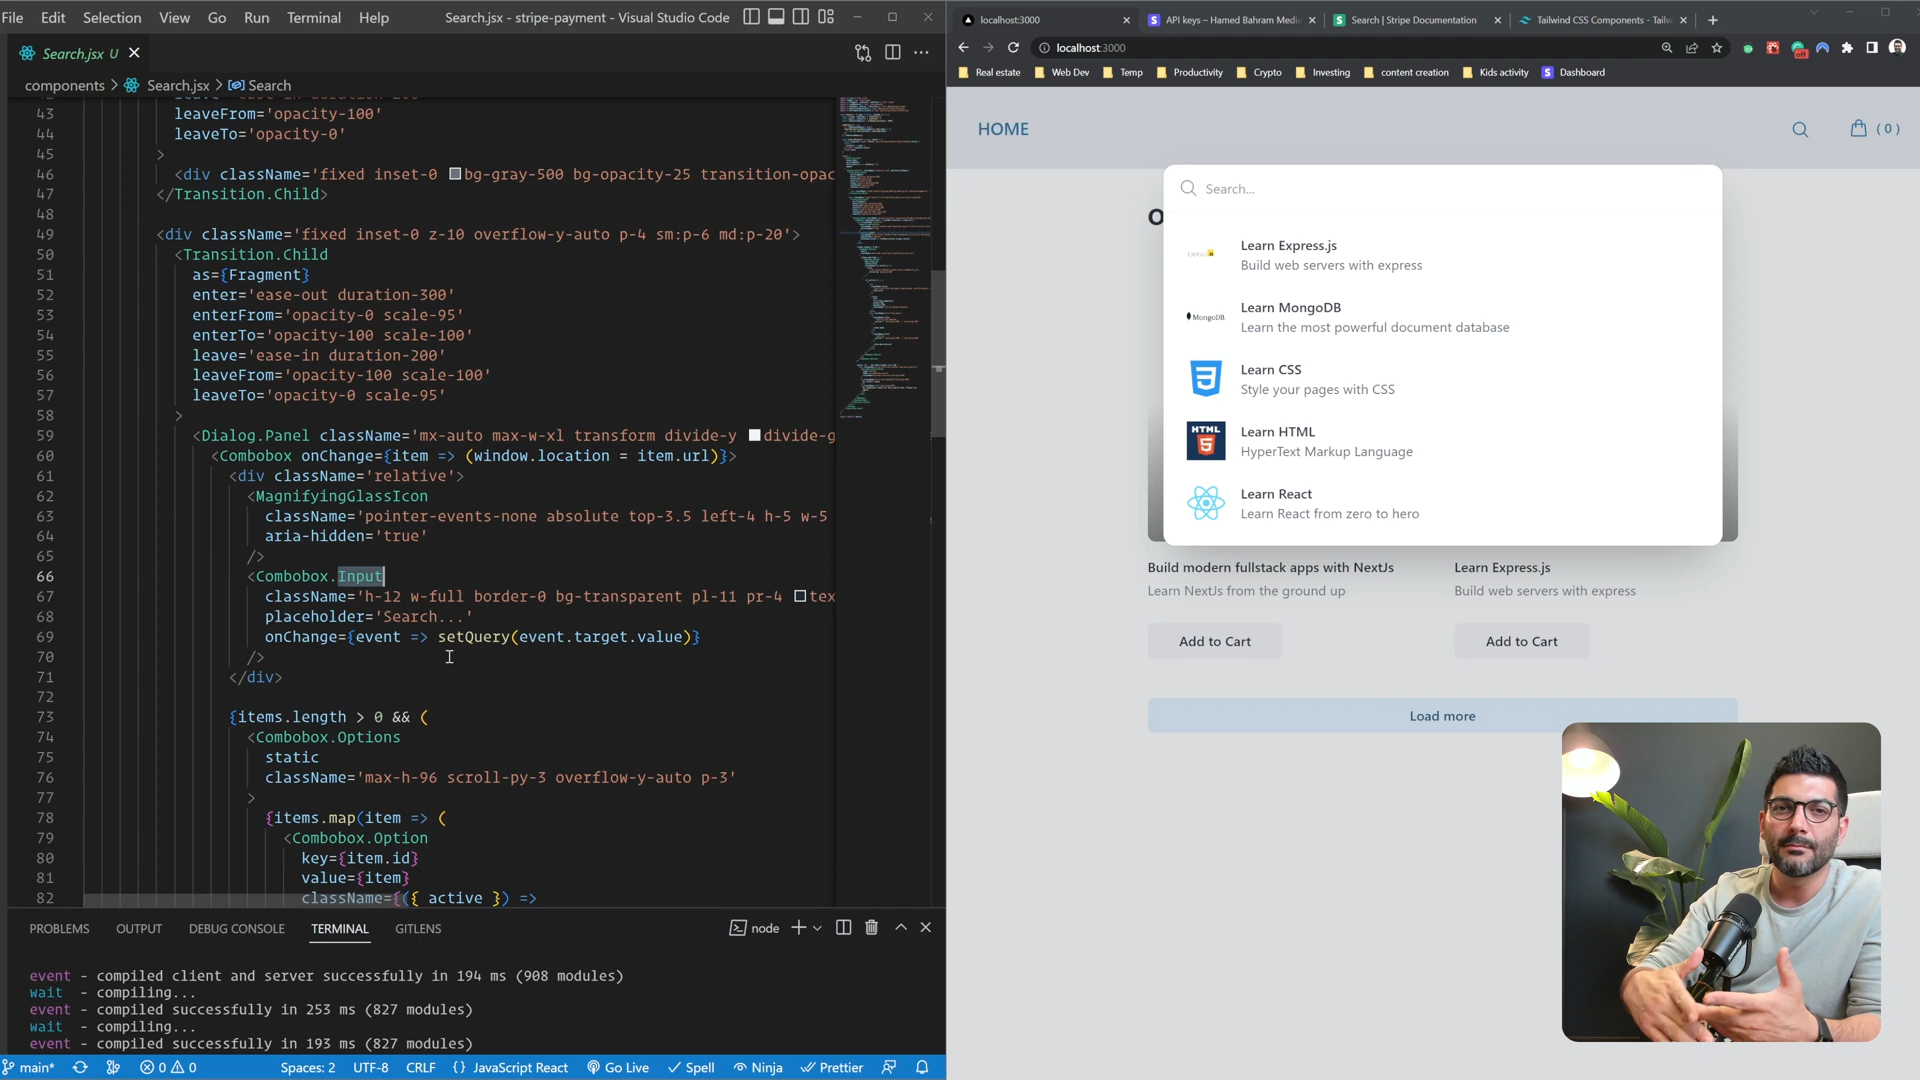 File Edit Selection View Go Run Terminal Help Search.jsx - stripe-payment - Visual Studio Code
Search.jsx U
components > Search.jsx > Search
43 leaveFrom='opacity-100'
44 leaveTo='opacity-0'
45 >
46 <div className='fixed inset-0 bg-gray-500 bg-opacity-25 transition-opac
47 </Transition.Child>
48
49 <div className='fixed inset-0 z-10 overflow-y-auto p-4 sm:p-6 md:p-20'>
50 <Transition.Child
51 as={Fragment}
52 enter='ease-out duration-300'
53 enterFrom='opacity-0 scale-95'
54 enterTo='opacity-100 scale-100'
55 leave='ease-in duration-200'
56 leaveFrom='opacity-100 scale-100'
57 leaveTo='opacity-0 scale-95'
58 >
59 <Dialog.Panel className='mx-auto max-w-xl transform divide-y divide-g
60 <Combobox onChange={item => (window.location = item.url)}>
61 <div className='relative'>
62 <MagnifyingGlassIcon
63 className='pointer-events-none absolute top-3.5 left-4 h-5 w-5
64 aria-hidden='true'
65 />
66 <Combobox.Input
67 className='h-12 w-full border-0 bg-transparent pl-11 pr-4 tex
68 placeholder='Search...'
69 onChange={event => setQuery(event.target.value)}
70 />
71 </div>
72
73 {items.length > 0 && (
74 <Combobox.Options
75 static
76 className='max-h-96 scroll-py-3 overflow-y-auto p-3'
77 >
78 {items.map(item => (
79 <Combobox.Option
80 key={item.id}
81 value={item}
82 className={({ active }) =>
PROBLEMS OUTPUT DEBUG CONSOLE TERMINAL GITLENS node
event - compiled client and server successfully in 194 ms (908 modules)
wait - compiling...
event - compiled successfully in 253 ms (827 modules)
wait - compiling...
event - compiled successfully in 193 ms (827 modules)
main* 0 0 Spaces: 2 UTF-8 CRLF {} JavaScript React Go Live Spell Ninja Prettier
localhost:3000 API keys – Hamed Bahram Medi Search | Stripe Documentation Tailwind CSS Components - Tailw
localhost:3000
Real estate Web Dev Temp Productivity Crypto Investing content creation Kids activity Dashboard
HOME ( 0 )
Search...
O
Learn Express.js
Build web servers with express
MongoDB
Learn MongoDB
Learn the most powerful document database
Learn CSS
Style your pages with CSS
HTML
5
Learn HTML
HyperText Markup Language
Learn React
Learn React from zero to hero
Build modern fullstack apps with NextJs
Learn NextJs from the ground up
Add to Cart
Learn Express.js
Build web servers with express
Add to Cart
Load more